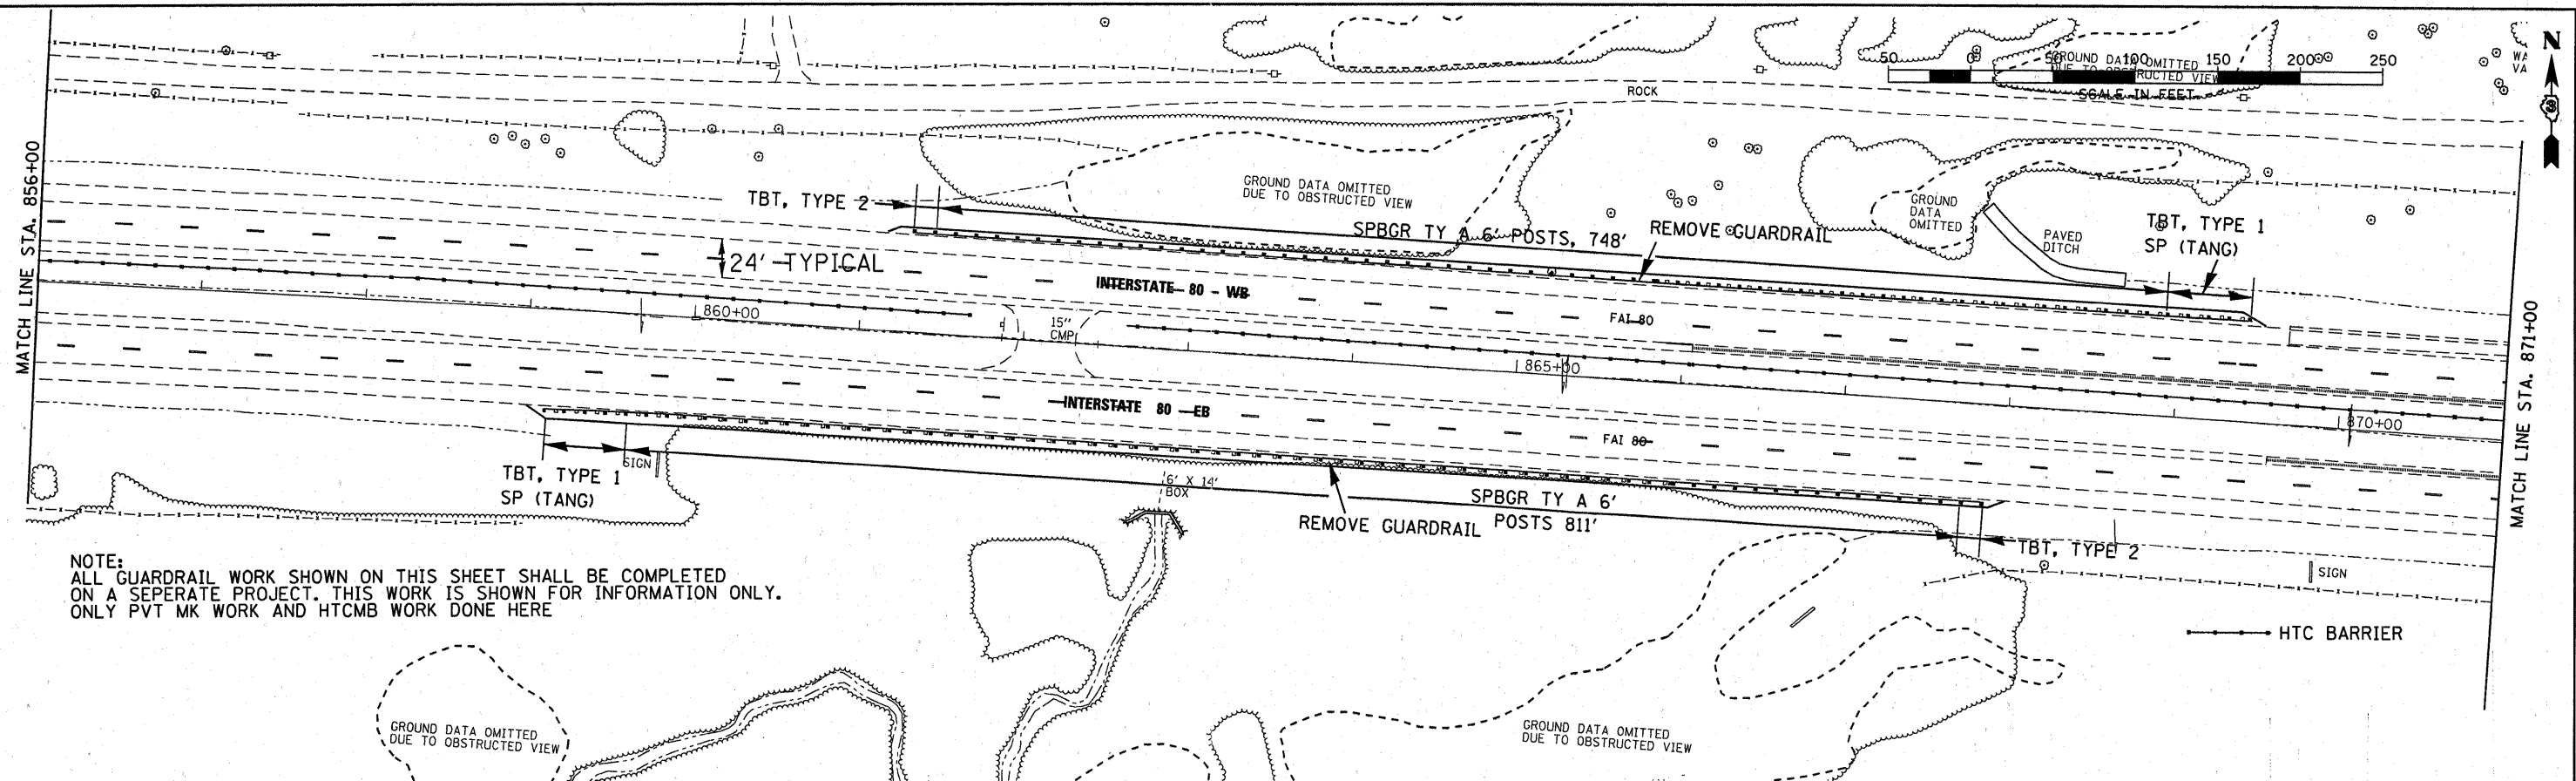 N
50 0 50 100 150 200 250
GROUND DATA OMITTED
DUE TO OBSTRUCTED VIEW
SCALE IN FEET
WA
VA
3
ROCK
MATCH LINE STA. 856+00
GROUND DATA OMITTED
DUE TO OBSTRUCTED VIEW
TBT, TYPE 2
SPBGR TY A 6' POSTS, 748'
REMOVE GUARDRAIL
GROUND
DATA
OMITTED
PAVED
DITCH
TBT, TYPE 1
SP (TANG)
24' TYPICAL
INTERSTATE 80 - WB
FAI 80
860+00
15"
CMP
865+00
870+00
MATCH LINE STA. 871+00
INTERSTATE 80 EB
FAI 80
TBT, TYPE 1
SP (TANG)
SIGN
6' X 14'
BOX
REMOVE GUARDRAIL
SPBGR TY A 6'
POSTS 811'
TBT, TYPE 2
SIGN
NOTE:
ALL GUARDRAIL WORK SHOWN ON THIS SHEET SHALL BE COMPLETED
ON A SEPERATE PROJECT. THIS WORK IS SHOWN FOR INFORMATION ONLY.
ONLY PVT MK WORK AND HTCMB WORK DONE HERE
HTC BARRIER
GROUND DATA OMITTED
DUE TO OBSTRUCTED VIEW
GROUND DATA OMITTED
DUE TO OBSTRUCTED VIEW